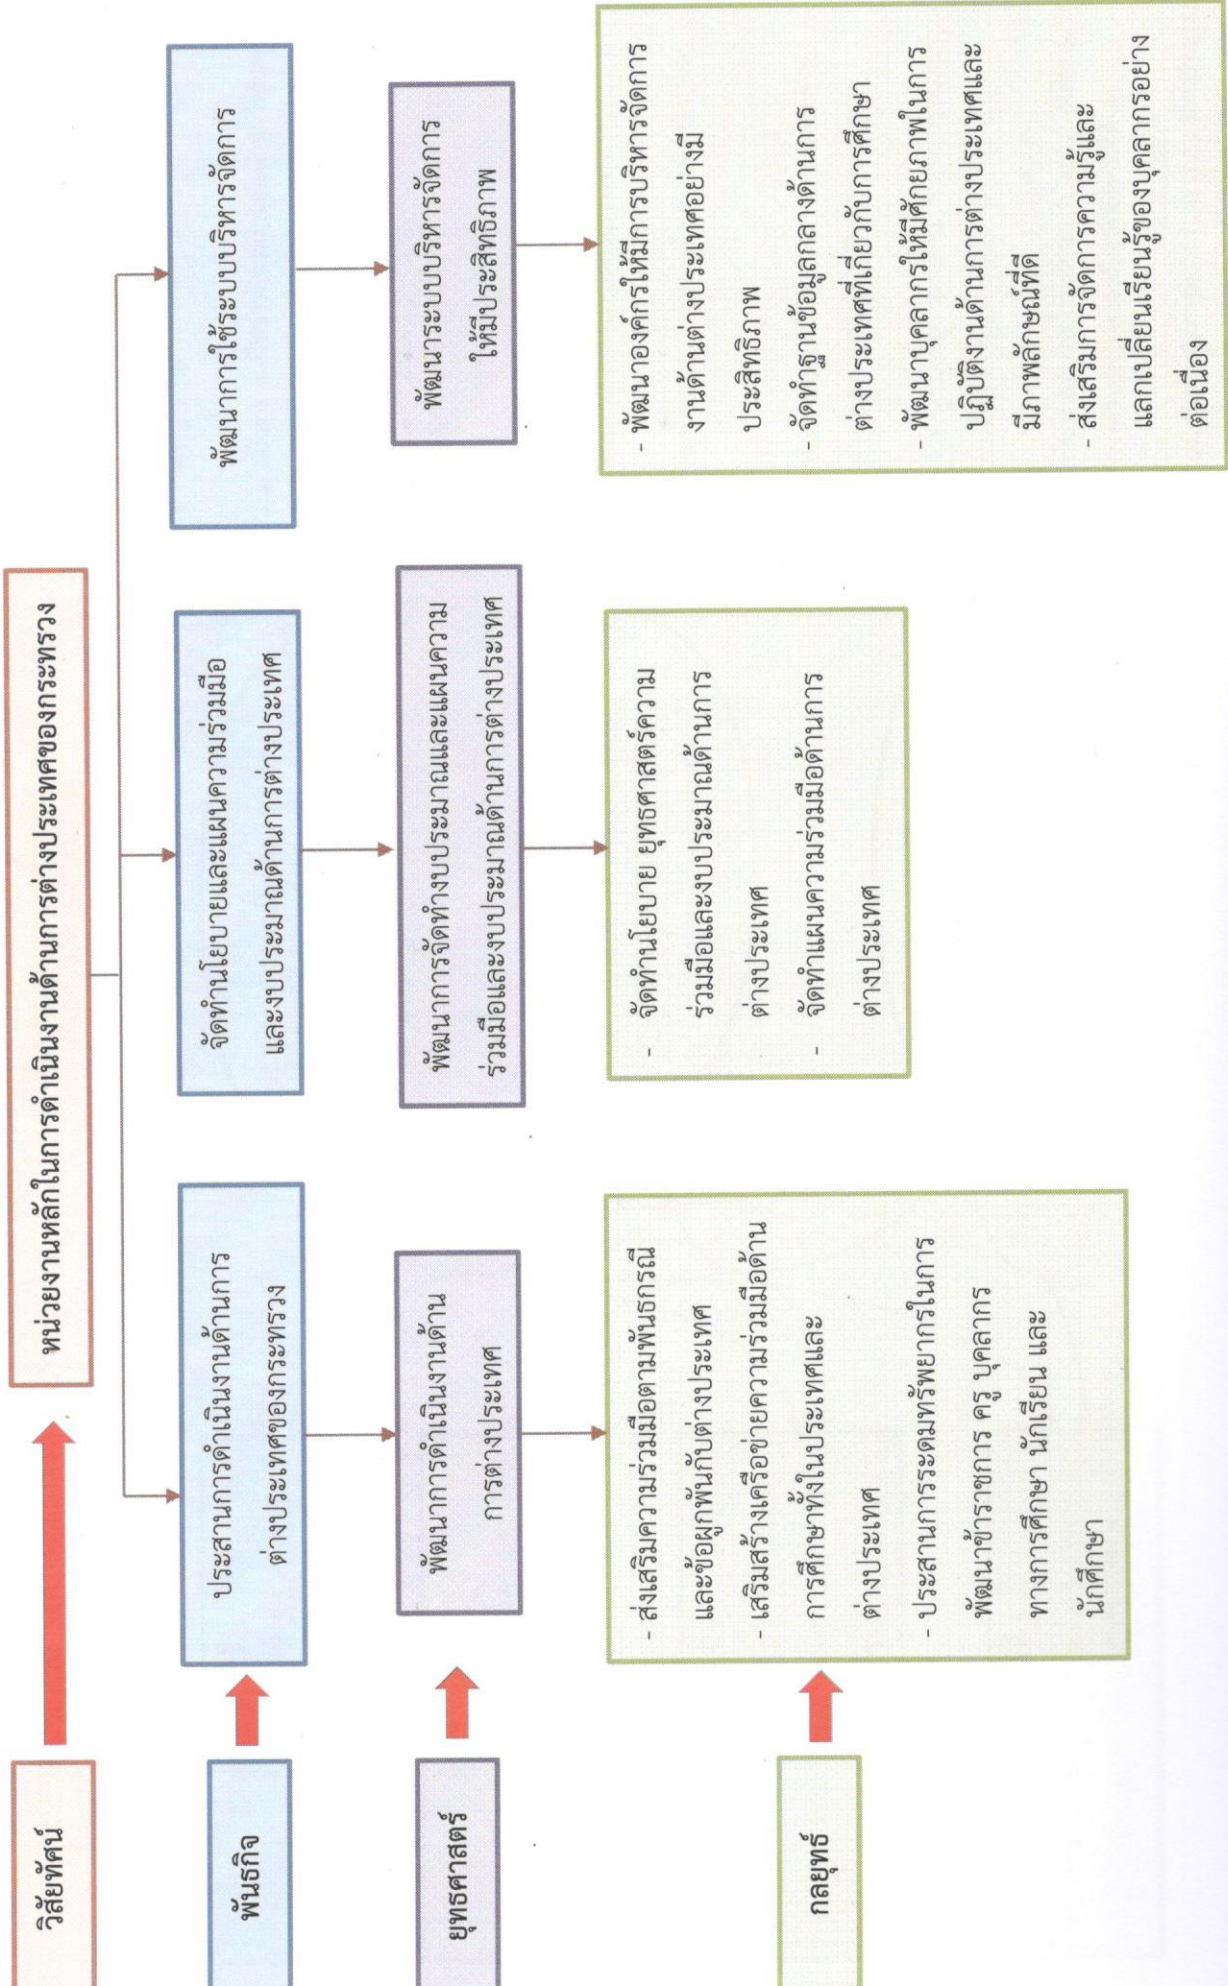 วิสัยทัศน์
หน่วยงานหลักในการดำเนินงานด้านการต่างประเทศของกระทรวง
พันธกิจ
ประสานการดำเนินงานด้านการ
ต่างประเทศของกระทรวง
จัดทำนโยบายและแผนความร่วมมือ
และงบประมาณด้านการต่างประเทศ
พัฒนาการใช้ระบบบริหารจัดการ
ยุทธศาสตร์
พัฒนาการดำเนินงานด้าน
การต่างประเทศ
พัฒนาการจัดทำงบประมาณและแผนความ
ร่วมมือและงบประมาณด้านการต่างประเทศ
พัฒนาระบบบริหารจัดการ
ให้มีประสิทธิภาพ
กลยุทธ์
- ส่งเสริมความร่วมมือตามพันธกรณี
และข้อผูกพันกับต่างประเทศ
- เสริมสร้างเครือข่ายความร่วมมือด้าน
การศึกษาทั้งในประเทศและ
ต่างประเทศ
- ประสานการระดมทรัพยากรในการ
พัฒนาข้าราชการ ครู บุคลากร
ทางการศึกษา นักเรียน และ
นักศึกษา
- จัดทำนโยบาย ยุทธศาสตร์ความ
ร่วมมือและงบประมาณด้านการ
ต่างประเทศ
- จัดทำแผนความร่วมมือด้านการ
ต่างประเทศ
- พัฒนาองค์กรให้มีการบริหารจัดการ
งานด้านต่างประเทศอย่างมี
ประสิทธิภาพ
- จัดทำฐานข้อมูลกลางด้านการ
ต่างประเทศที่เกี่ยวกับการศึกษา
- พัฒนาบุคลากรให้มีศักยภาพในการ
ปฏิบัติงานด้านการต่างประเทศและ
มีภาพลักษณ์ที่ดี
- ส่งเสริมการจัดการความรู้และ
แลกเปลี่ยนเรียนรู้ของบุคลากรอย่าง
ต่อเนื่อง